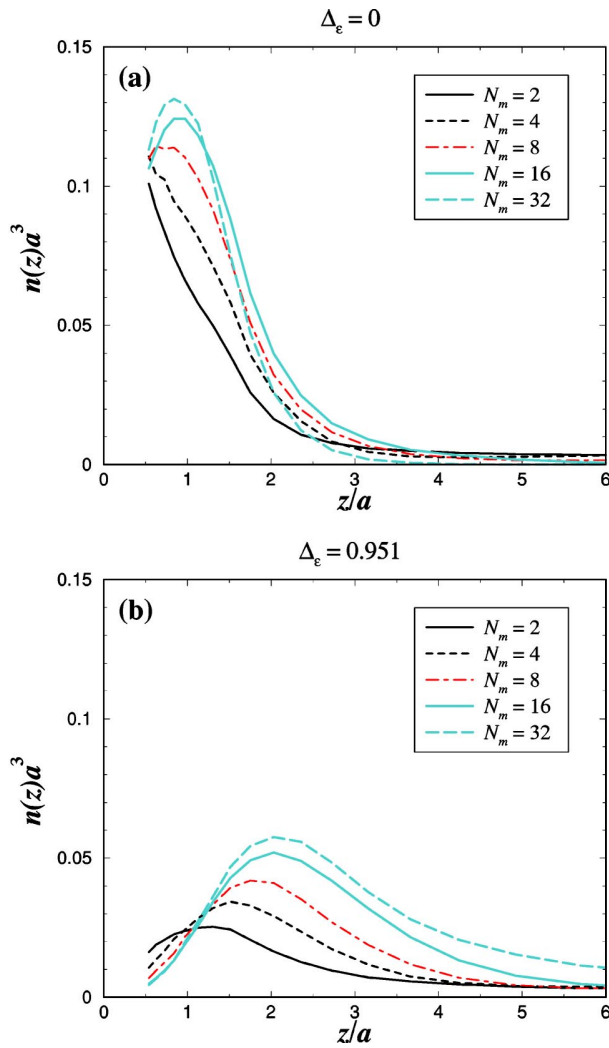 Δε = 0
0.15
(a)
Nm = 2
Nm = 4
Nm = 8
Nm = 16
Nm = 32
0.1
n(z)a³
0.05
0
0 1 2 3 4 5 6
z/a
Δε = 0.951
0.15
(b)
Nm = 2
Nm = 4
Nm = 8
Nm = 16
Nm = 32
0.1
n(z)a³
0.05
0
0 1 2 3 4 5 6
z/a